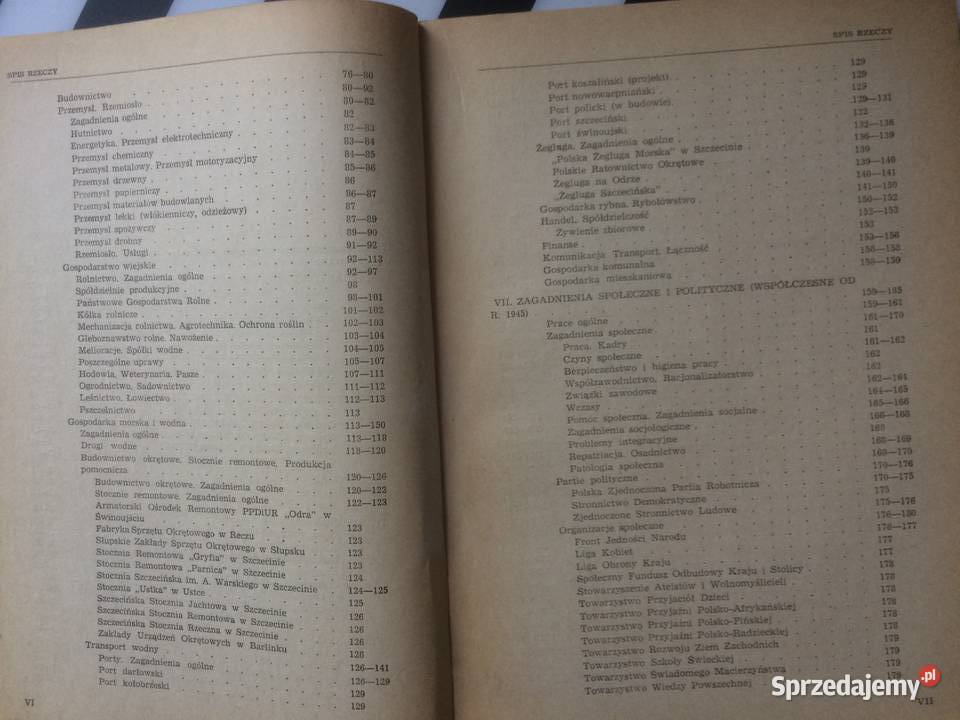 SPIS RZECZY
Budownictwo 76—80
Przemysł. Rzemiosło 80—92
Zagadnienia ogólne 80—82
Hutnictwo 82
Energetyka. Przemysł elektrotechniczny 82—83
Przemysł chemiczny 83—84
Przemysł metalowy. Przemysł motoryzacyjny 84—85
Przemysł drzewny 85—86
Przemysł papierniczy 86
Przemysł materiałów budowlanych 86—87
Przemysł lekki (włókienniczy, odzieżowy) 87
Przemysł spożywczy 87—89
Przemysł drobny 89—90
Rzemiosło. Usługi 91—92
Gospodarstwo wiejskie 92—113
Rolnictwo. Zagadnienia ogólne 92—97
Spółdzielnie produkcyjne 98
Państwowe Gospodarstwa Rolne 98—101
Kółka rolnicze 101—102
Mechanizacja rolnictwa. Agrotechnika. Ochrona roślin 102—103
Gleboznawstwo rolne. Nawożenie 103—104
Melioracje. Spółki wodne 104—105
Poszczególne uprawy 105—107
Hodowla. Weterynaria. Pasze 107—111
Ogrodnictwo. Sadownictwo 111—112
Leśnictwo. Łowiectwo 112—113
Pszczelnictwo 113
Gospodarka morska i wodna 113—150
Zagadnienia ogólne 113—118
Drogi wodne 118—120
Budownictwo okrętowe. Stocznie remontowe. Produkcja
pomocnicza 120—126
Budownictwo okrętowe. Zagadnienia ogólne 120—122
Stocznie remontowe. Zagadnienia ogólne 122—123
Armatorski Ośrodek Remontowy PPDiUR „Odra" w
Świnoujściu 123
Fabryka Sprzętu Okrętowego w Reczu 123
Słupskie Zakłady Sprzętu Okrętowego w Słupsku 123
Stocznia Remontowa „Gryfia" w Szczecinie 123
Stocznia Remontowa „Parnica" w Szczecinie 124
Stocznia Szczecińska im. A. Warskiego w Szczecinie 124—125
Stocznia „Ustka" w Ustce 125
Szczecińska Stocznia Jachtowa w Szczecinie 126
Szczecińska Stocznia Remontowa w Szczecinie 126
Szczecińska Stocznia Rzeczna w Szczecinie 126
Zakłady Urządzeń Okrętowych w Barlinku 126
Transport wodny 126—141
Porty. Zagadnienia ogólne 126—129
Port darłowski 129
Port kołobrzeski 129
VI
SPIS RZECZY
Port koszaliński (projekt) 129
Port nowowarpniański 129
Port policki (w budowie) 129
Port szczeciński 129—131
Port świnoujski 132
Żegluga. Zagadnienia ogólne 132—136
„Polska Żegluga Morska" w Szczecinie 136—139
Polskie Ratownictwo Okrętowe 139
Żegluga na Odrze 139—140
„Żegluga Szczecińska" 140—141
Gospodarka rybna. Rybołówstwo 141—150
Handel. Spółdzielczość 150—152
Żywienie zbiorowe 152—153
Finanse 153
Komunikacja. Transport. Łączność 153—156
Gospodarka komunalna 156—158
Gospodarka mieszkaniowa 158—159
VII. ZAGADNIENIA SPOŁECZNE I POLITYCZNE (WSPÓŁCZESNE OD
R. 1945) 159—185
Prace ogólne 159—161
Zagadnienia społeczne 161—170
Praca. Kadry 161
Czyny społeczne 161—162
Bezpieczeństwo i higiena pracy 162
Współzawodnictwo. Racjonalizatorstwo 162
Związki zawodowe 162—164
Wczasy 164—165
Pomoc społeczna. Zagadnienia socjalne 165—166
Zagadnienia socjologiczne 166—168
Problemy integracyjne 168
Repatriacja. Osadnictwo 168—169
Patologia społeczna 169—170
Partie polityczne 170—176
Polska Zjednoczona Partia Robotnicza 170—175
Stronnictwo Demokratyczne 175
Zjednoczone Stronnictwo Ludowe 175—176
Organizacje społeczne 176—180
Front Jedności Narodu 176—177
Liga Kobiet 177
Liga Obrony Kraju 177
Społeczny Fundusz Odbudowy Kraju i Stolicy 177
Stowarzyszenie Ateistów i Wolnomyślicieli 178
Towarzystwo Przyjaciół Dzieci 178
Towarzystwo Przyjaźni Polsko-Afrykańskiej 178
Towarzystwo Przyjaźni Polsko-Fińskiej 178
Towarzystwo Przyjaźni Polsko-Radzieckiej 178
Towarzystwo Rozwoju Ziem Zachodnich 179
Towarzystwo Szkoły Świeckiej 179
Towarzystwo Świadomego Macierzyństwa 179
Towarzystwo Wiedzy Powszechnej 179
VII
Sprzedajemy.pl